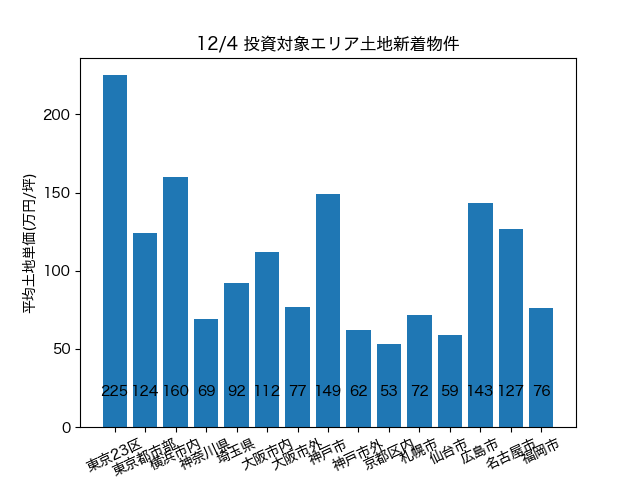 12/4 投資対象エリア土地新着物件
平均土地単価(万円/坪)
200
150
100
50
0
225 124 160 69 92 112 77 149 62 53 72 59 143 127 76
東京23区
東京都市部
横浜市内
神奈川県
埼玉県
大阪市内
大阪市外
神戸市
神戸市外
京都区内
札幌市
仙台市
広島市
名古屋市
福岡市